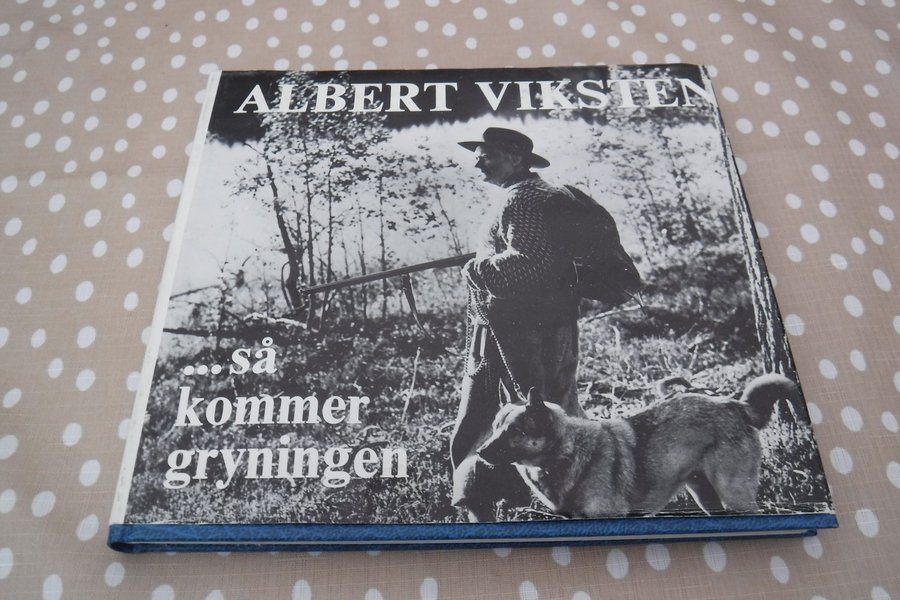 ALBERT VIKSTEN
...så
kommer
gryningen